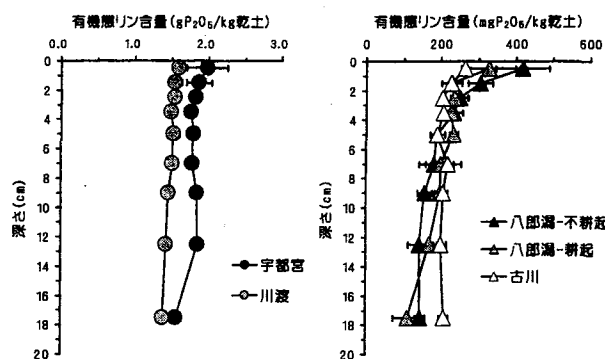 有機態リン含量(gP₂O₅/kg乾土)
0.0 1.0 2.0 3.0
0
2
4
6
8
10
12
14
16
18
20
深さ(cm)
宇都宮
川渡
有機態リン含量(mgP₂O₅/kg乾土)
0 200 400 600
0
2
4
6
8
10
12
14
16
18
20
深さ(cm)
八郎潟-不耕起
八郎潟-耕起
古川